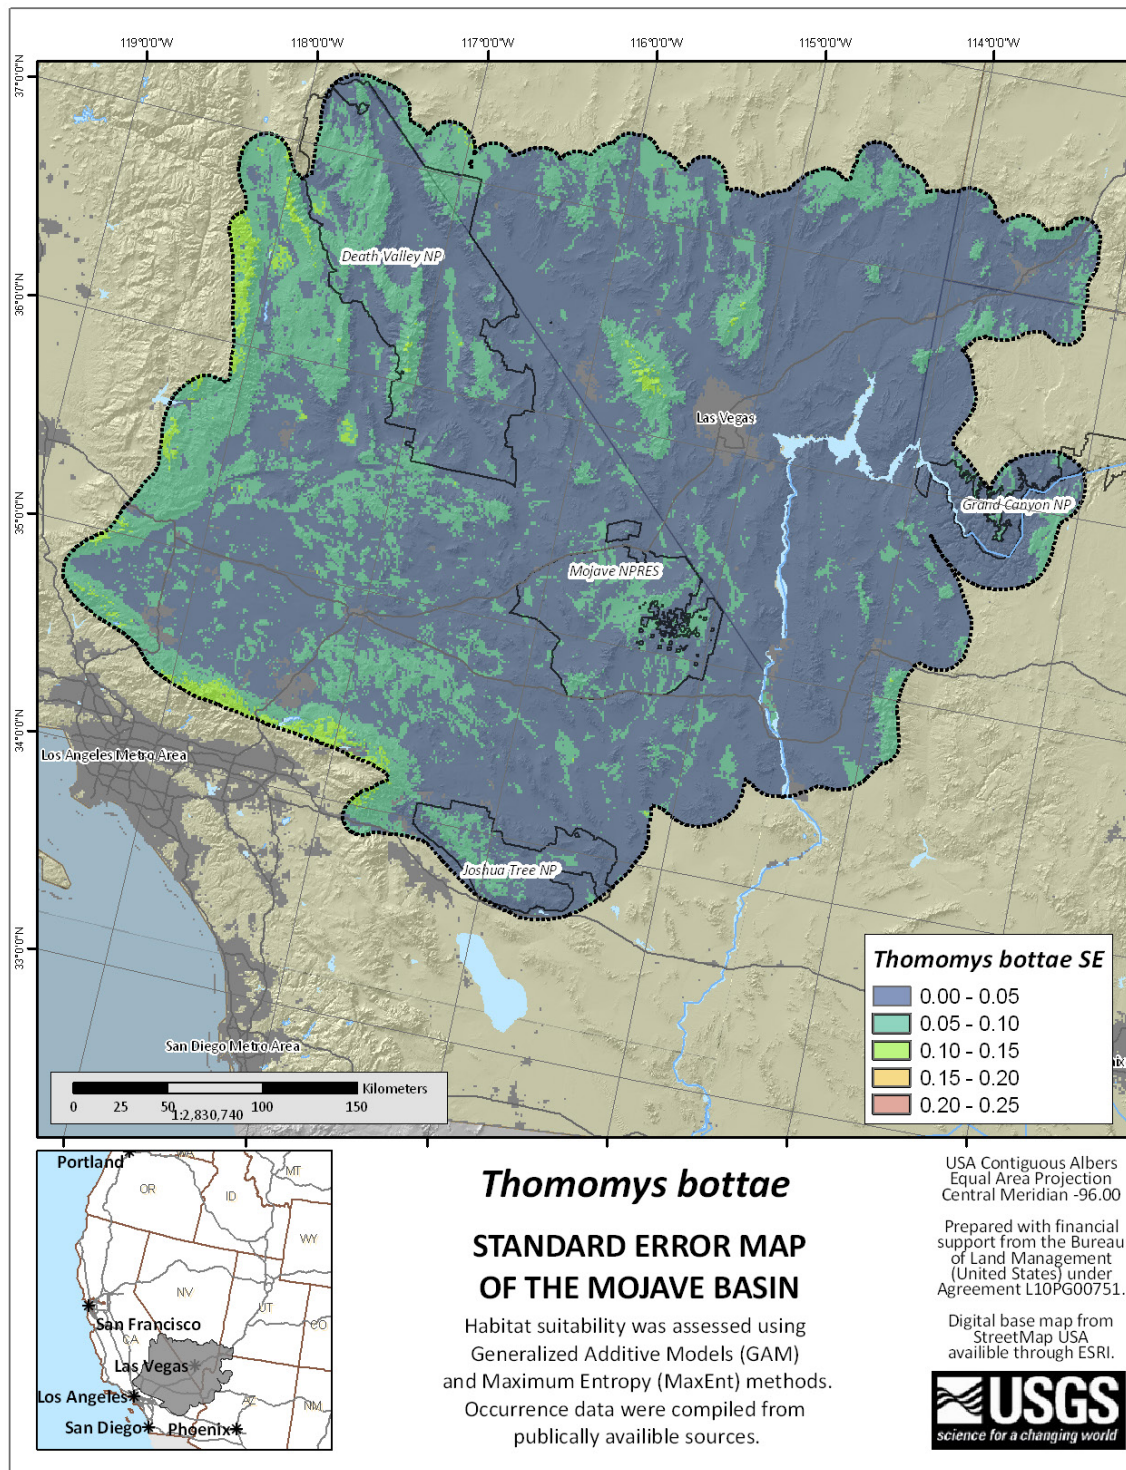 119°0'0"W
118°0'0"W
117°0'0"W
116°0'0"W
115°0'0"W
114°0'0"W
37°0'0"N
36°0'0"N
35°0'0"N
34°0'0"N
33°0'0"N
Death Valley NP
Las Vegas
Grand Canyon NP
Mojave NPRES
Los Angeles Metro Area
Joshua Tree NP
San Diego Metro Area
Thomomys bottae SE
0.00 - 0.05
0.05 - 0.10
0.10 - 0.15
0.15 - 0.20
0.20 - 0.25
Kilometers
0 25 50 100 150
1:2,830,740
Portland
WA
MT
OR
ID
WY
NV
UT
CO
San Francisco
CA
Las Vegas
Los Angeles
AZ
NM
San Diego
Phoenix
Thomomys bottae
STANDARD ERROR MAP
OF THE MOJAVE BASIN
Habitat suitability was assessed using
Generalized Additive Models (GAM)
and Maximum Entropy (MaxEnt) methods.
Occurrence data were compiled from
publically availible sources.
USA Contiguous Albers
Equal Area Projection
Central Meridian -96.00
Prepared with financial
support from the Bureau
of Land Management
(United States) under
Agreement L10PG00751.
Digital base map from
StreetMap USA
availible through ESRI.
USGS
science for a changing world